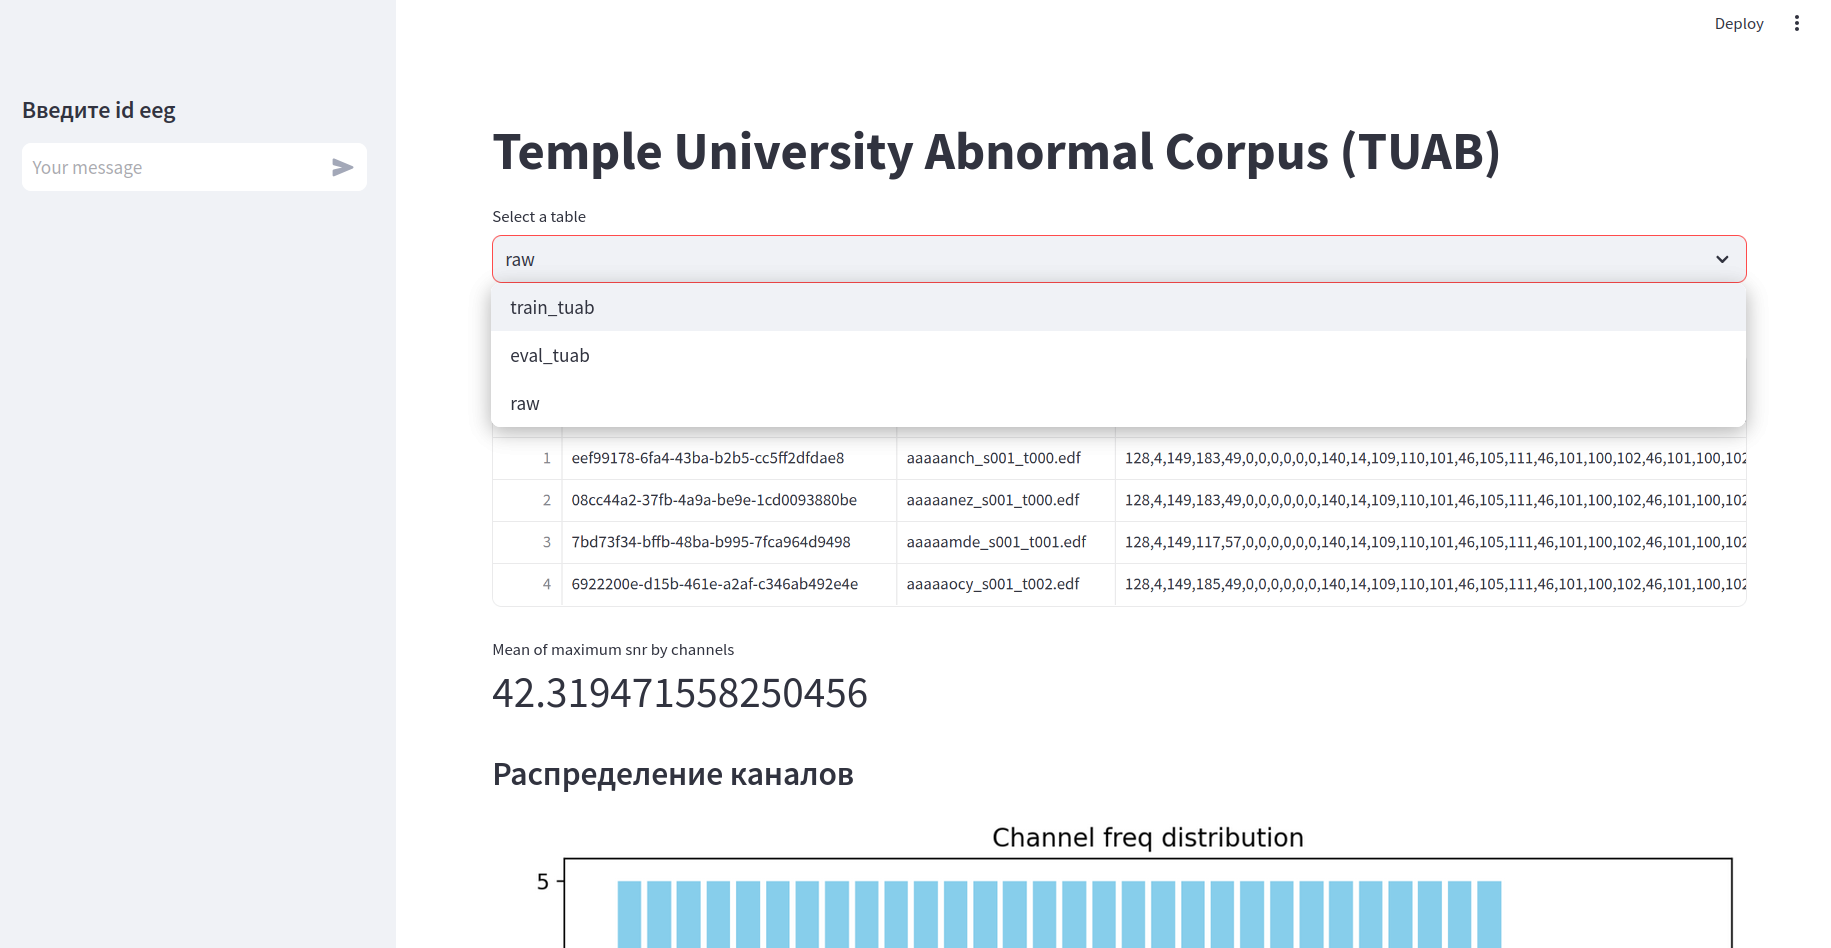 Deploy
Введите id eeg
Your message
Temple University Abnormal Corpus (TUAB)
Select a table
raw
train_tuab
eval_tuab
raw
1 eef99178-6fa4-43ba-b2b5-cc5ff2dfdae8 aaaaanch_s001_t000.edf 128,4,149,183,49,0,0,0,0,0,0,140,14,109,110,101,46,105,111,46,101,100,102,46,101,100,102
2 08cc44a2-37fb-4a9a-be9e-1cd0093880be aaaaanez_s001_t000.edf 128,4,149,183,49,0,0,0,0,0,0,140,14,109,110,101,46,105,111,46,101,100,102,46,101,100,102
3 7bd73f34-bffb-48ba-b995-7fca964d9498 aaaaamde_s001_t001.edf 128,4,149,117,57,0,0,0,0,0,0,140,14,109,110,101,46,105,111,46,101,100,102,46,101,100,102
4 6922200e-d15b-461e-a2af-c346ab492e4e aaaaaocy_s001_t002.edf 128,4,149,185,49,0,0,0,0,0,0,140,14,109,110,101,46,105,111,46,101,100,102,46,101,100,102
Mean of maximum snr by channels
42.319471558250456
Распределение каналов
Channel freq distribution
5